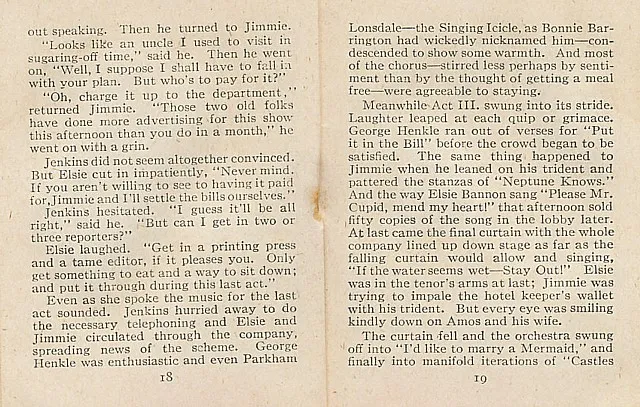 out speaking. Then he turned to Jimmie.
"Looks like an uncle I used to visit in
sugaring-off time," said he. Then he went
on, "Well, I suppose I shall have to fall in
with your plan. But who's to pay for it?"
"Oh, charge it up to the department,"
returned Jimmie. "Those two old folks
have done more advertising for this show
this afternoon than you do in a month," he
went on with a grin.
Jenkins did not seem altogether convinced.
But Elsie cut in impatiently, "Never mind.
If you aren't willing to see to having it paid
for, Jimmie and I'll settle the bills ourselves."
Jenkins hesitated. "I guess it'll be all
right," said he. "But can I get in two or
three reporters?"
Elsie laughed. "Get in a printing press
and a tame editor, if it pleases you. Only
get something to eat and a way to sit down;
and put it through during this last act."
Even as she spoke the music for the last
act sounded. Jenkins hurried away to do
the necessary telephoning and Elsie and
Jimmie circulated through the company,
spreading news of the scheme. George
Henkle was enthusiastic and even Parkham
18
Lonsdale—the Singing Icicle, as Bonnie Bar-
rington had wickedly nicknamed him—con-
descended to show some warmth. And most
of the chorus—stirred less perhaps by senti-
ment than by the thought of getting a meal
free—were agreeable to staying.
Meanwhile Act III. swung into its stride.
Laughter leaped at each quip or grimace.
George Henkle ran out of verses for "Put
it in the Bill" before the crowd began to be
satisfied. The same thing happened to
Jimmie when he leaned on his trident and
pattered the stanzas of "Neptune Knows."
And the way Elsie Bannon sang "Please Mr.
Cupid, mend my heart!" that afternoon sold
fifty copies of the song in the lobby later.
At last came the final curtain with the whole
company lined up down stage as far as the
falling curtain would allow and singing,
"If the water seems wet—Stay Out!" Elsie
was in the tenor's arms at last; Jimmie was
trying to impale the hotel keeper's wallet
with his trident. But every eye was smiling
kindly down on Amos and his wife.
The curtain fell and the orchestra swung
off into "I'd like to marry a Mermaid," and
finally into manifold iterations of "Castles
19